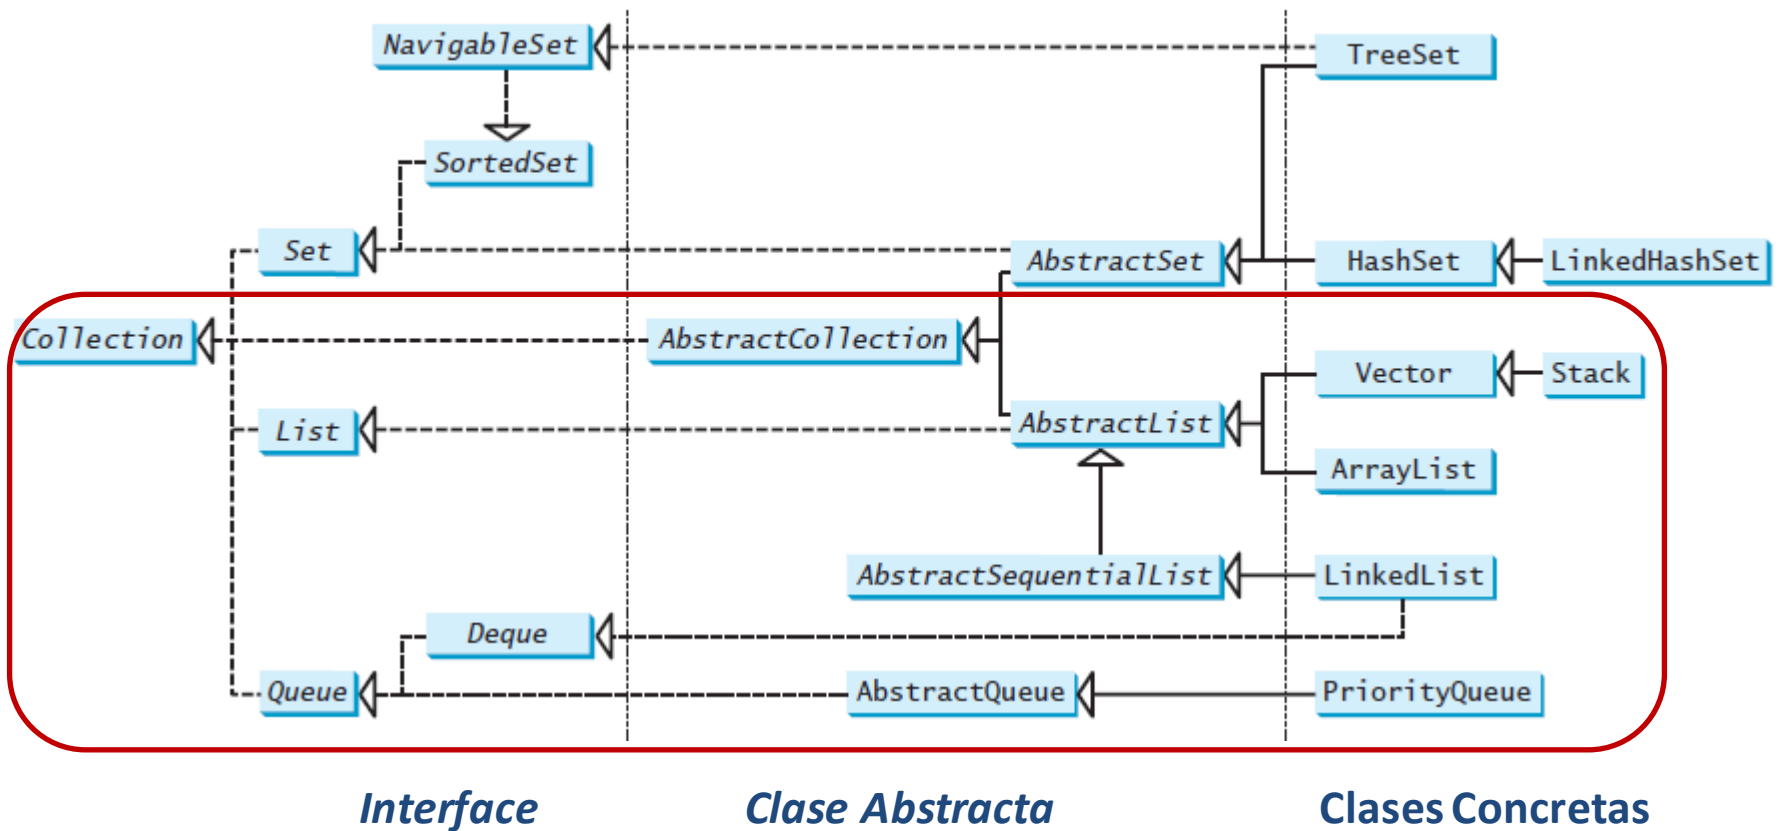 NavigableSet
TreeSet
SortedSet
Set
AbstractSet
HashSet
LinkedHashSet
Collection
AbstractCollection
Vector
Stack
List
AbstractList
ArrayList
AbstractSequentialList
LinkedList
Deque
Queue
AbstractQueue
PriorityQueue
Interface
Clase Abstracta
Clases Concretas